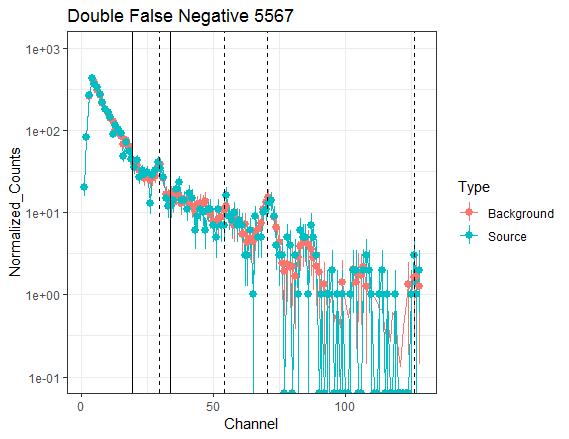 Double False Negative 5567
Normalized_Counts
1e+03
1e+02
1e+01
1e+00
1e-01
0
50
100
Channel
Type
Background
Source